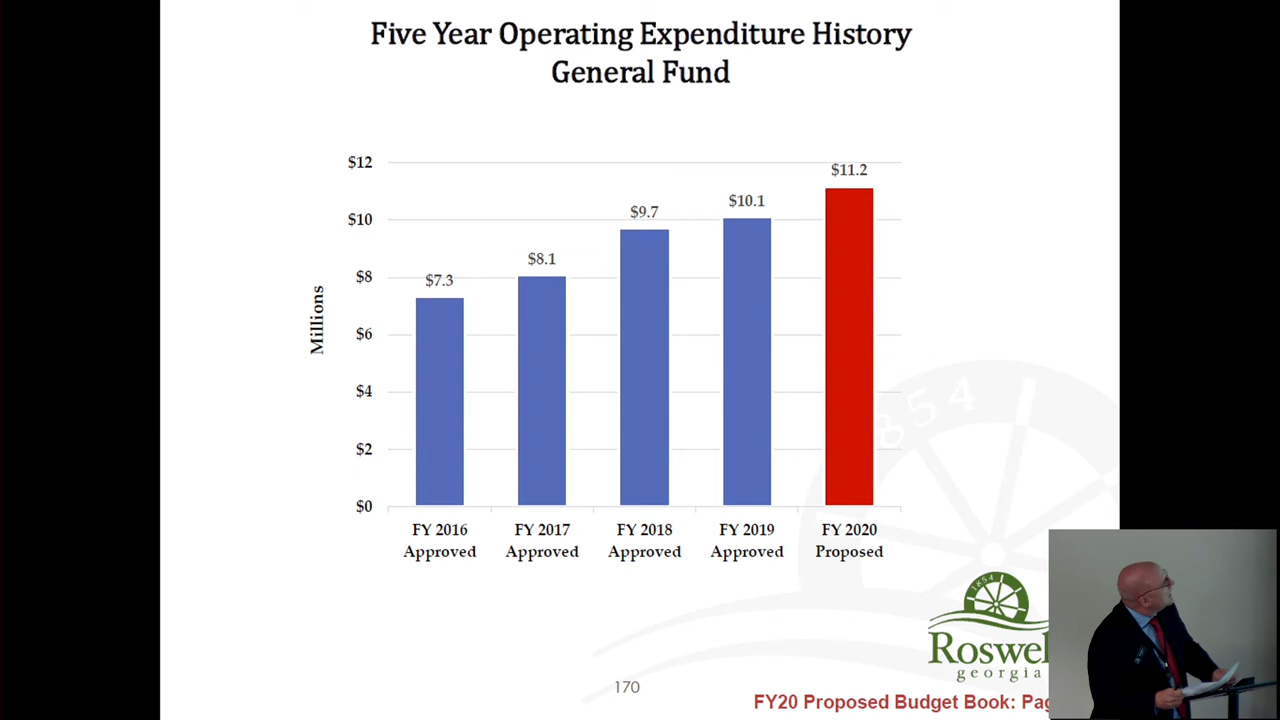 Five Year Operating Expenditure History
General Fund
Millions
$12
$10
$8
$6
$4
$2
$0
$7.3
$8.1
$9.7
$10.1
$11.2
FY 2016
Approved
FY 2017
Approved
FY 2018
Approved
FY 2019
Approved
FY 2020
Proposed
1854
1854
Roswel
georgia
170
FY20 Proposed Budget Book: Pag